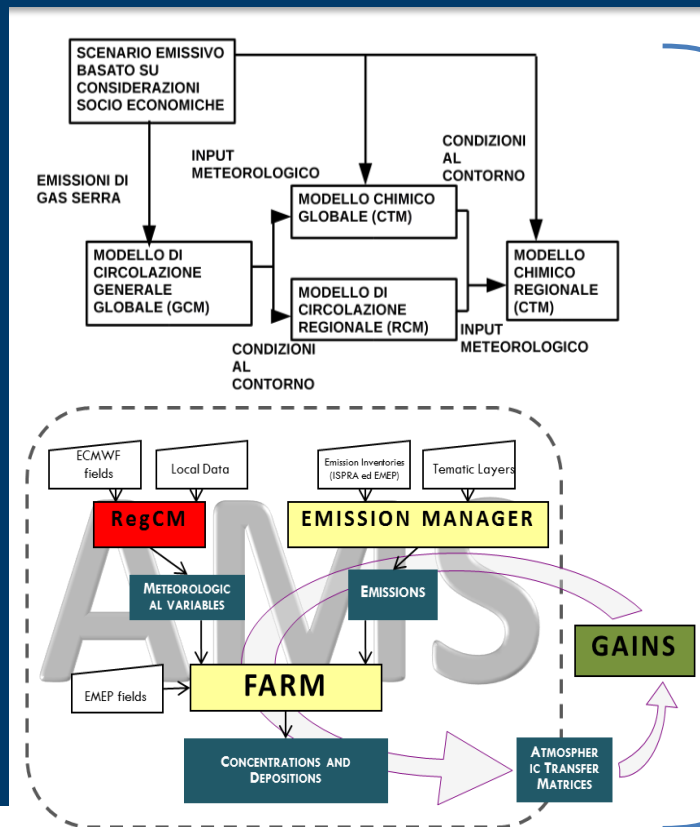 SCENARIO EMISSIVO
BASATO SU
CONSIDERAZIONI
SOCIO ECONOMICHE
EMISSIONI DI
GAS SERRA
INPUT
METEOROLOGICO
CONDIZIONI
AL
CONTORNO
MODELLO CHIMICO
GLOBALE (CTM)
MODELLO DI
CIRCOLAZIONE
GENERALE
GLOBALE (GCM)
MODELLO DI
CIRCOLAZIONE
REGIONALE (RCM)
MODELLO
CHIMICO
REGIONALE
(CTM)
CONDIZIONI
AL
CONTORNO
INPUT
METEOROLOGICO
AMS
ECMWF
fields
Local Data
Emission Inventories
(ISPRA ed EMEP)
Tematic Layers
RegCM
EMISSION MANAGER
METEOROLOGIC
AL VARIABLES
EMISSIONS
GAINS
EMEP fields
FARM
CONCENTRATIONS AND
DEPOSITIONS
ATMOSPHER
IC TRANSFER
MATRICES